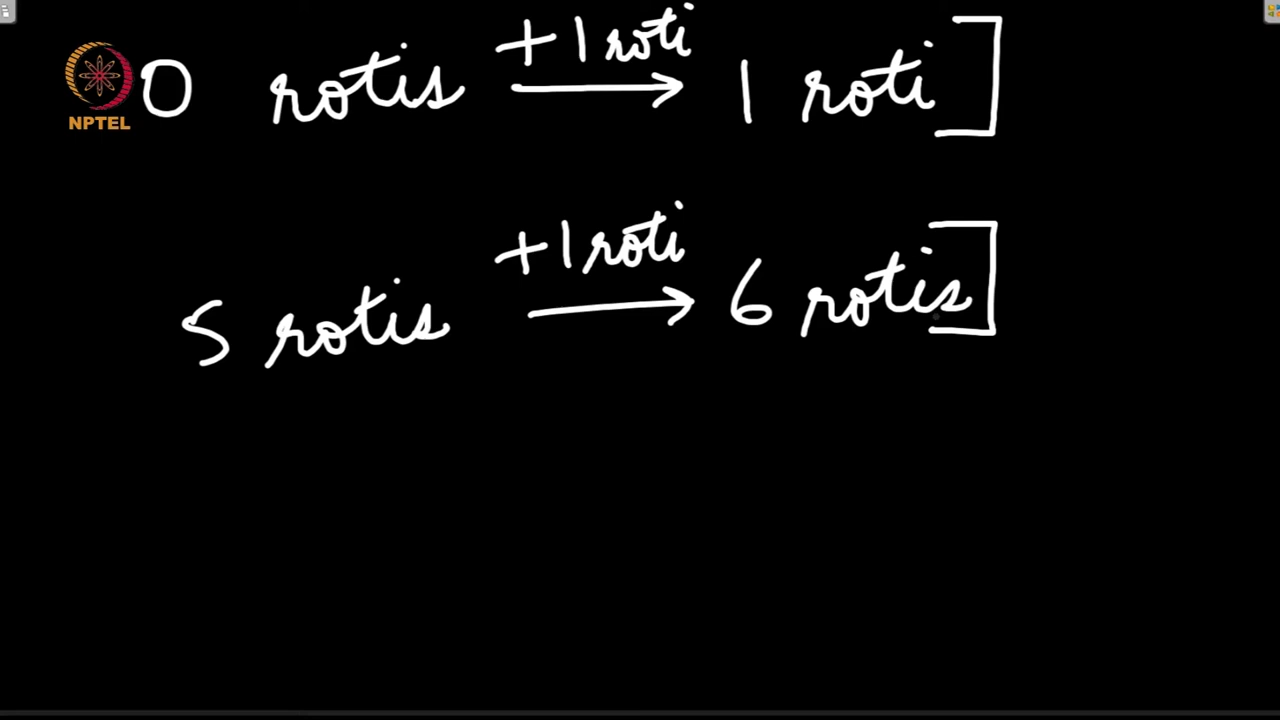 +1 roti
0 rotis → 1 roti ]
NPTEL
+1 roti
5 rotis → 6 rotis ]